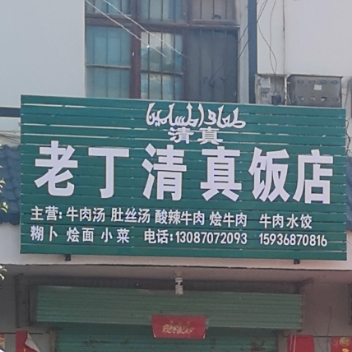 清真
老丁清真饭店
主营:牛肉汤 肚丝汤 酸辣牛肉 烩牛肉 牛肉水饺
糊卜 烩面 小菜 电话:13087072093 15936870816